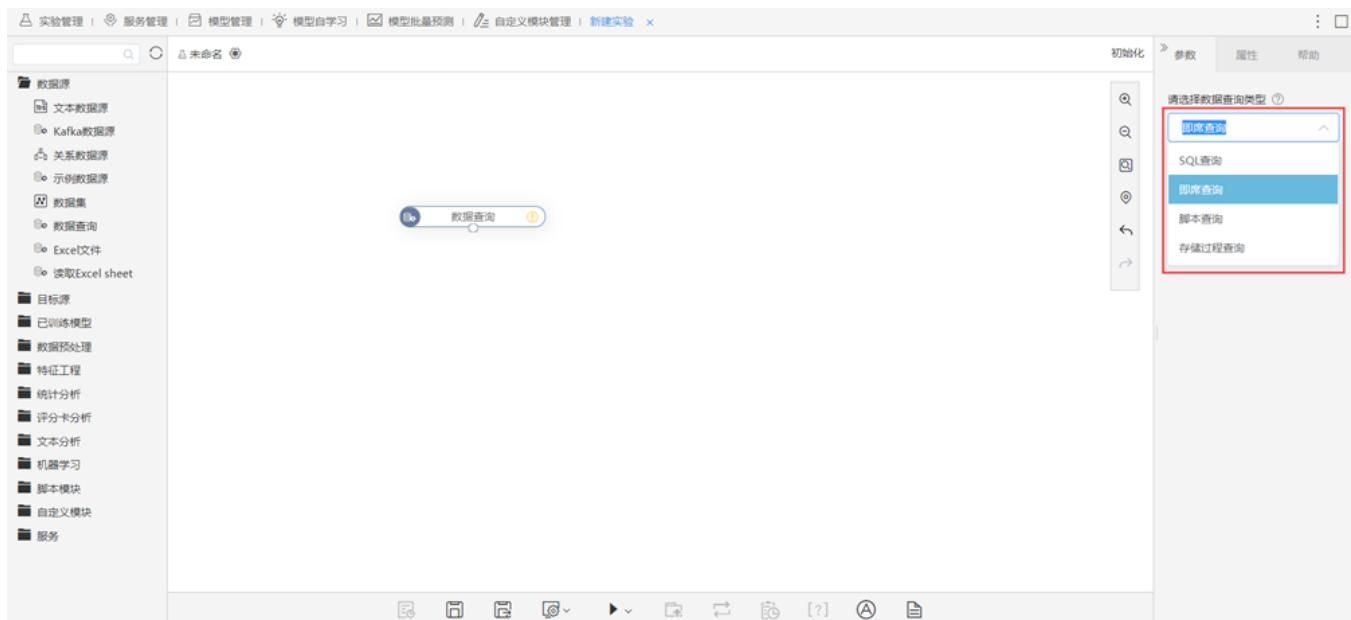 实验管理 服务管理 模型管理 模型自学习 模型批量预测 自定义模块管理 新建实验 ×
未命名 初始化 参数 属性 帮助
数据源
文本数据源
Kafka数据源
关系数据源
示例数据源
数据集
数据查询
Excel文件
读取Excel sheet
目标源
已训练模型
数据预处理
特征工程
统计分析
评分卡分析
文本分析
机器学习
脚本模块
自定义模块
服务
数据查询
请选择数据查询类型
即席查询
SQL查询
即席查询
脚本查询
存储过程查询